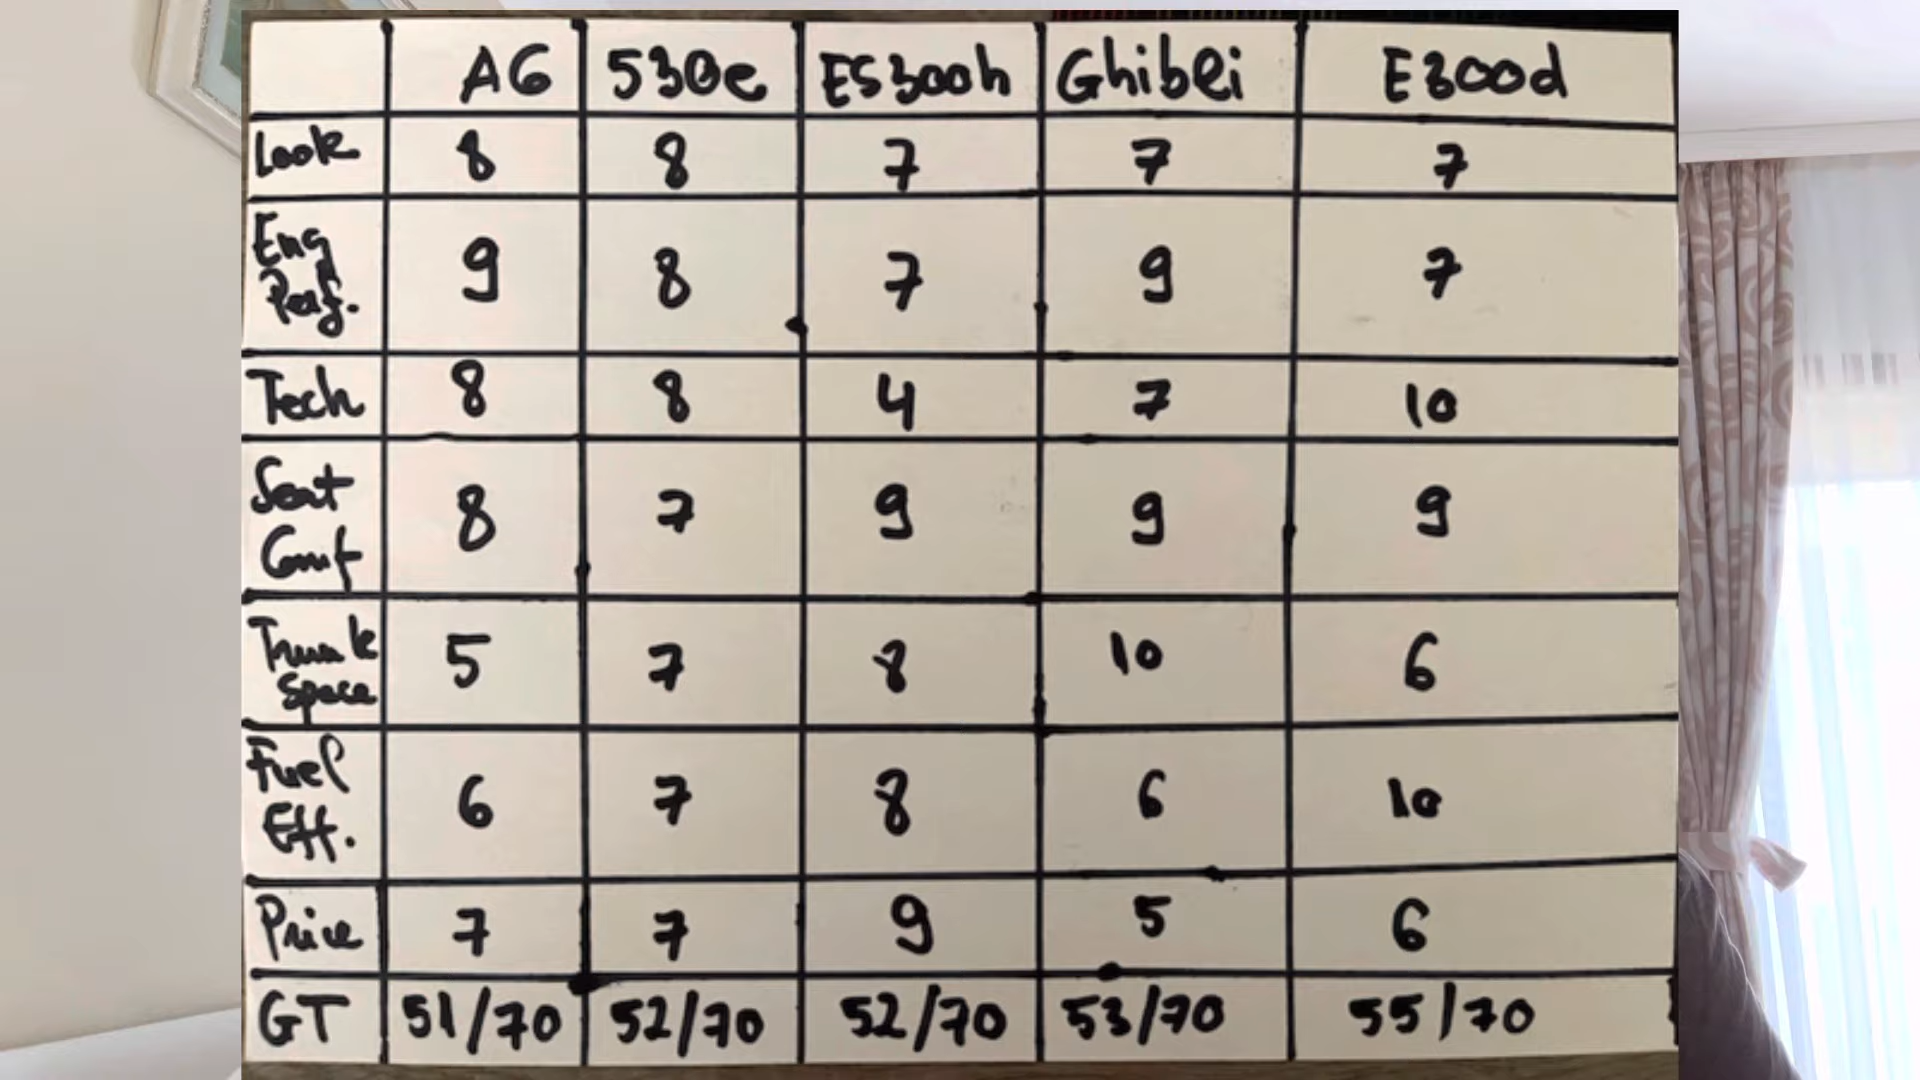 A6 530e ES300h Ghibli E300d
Look 8 8 7 7 7
Eng
Perf. 9 8 7 9 7
Tech 8 8 4 7 10
Seat
Comf 8 7 9 9 9
Trunk
Space 5 7 8 10 6
Fuel
Eff. 6 7 8 6 10
Price 7 7 9 5 6
GT 51/70 52/70 52/70 53/70 55/70